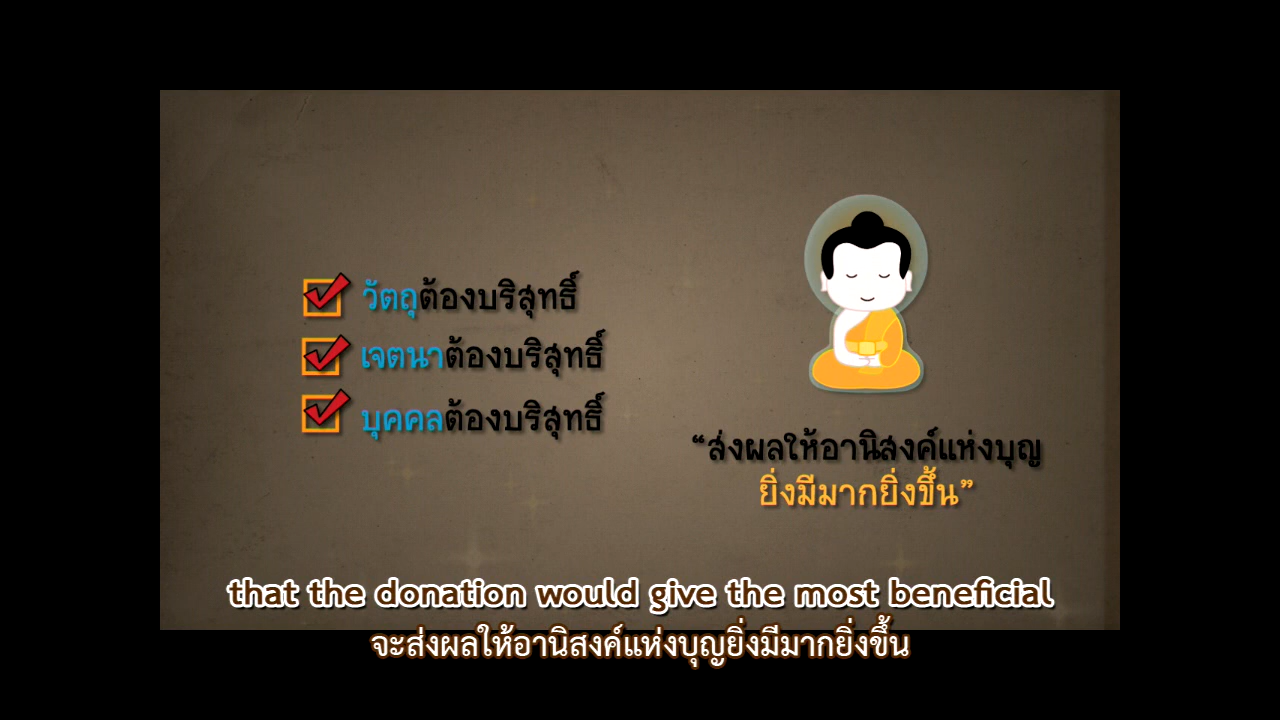 วัตถุต้องบริสุทธิ์
เจตนาต้องบริสุทธิ์
บุคคลต้องบริสุทธิ์
“ส่งผลให้อานิสงค์แห่งบุญ
ยิ่งมีมากยิ่งขึ้น”
that the donation would give the most beneficial
จะส่งผลให้อานิสงค์แห่งบุญยิ่งมีมากยิ่งขึ้น